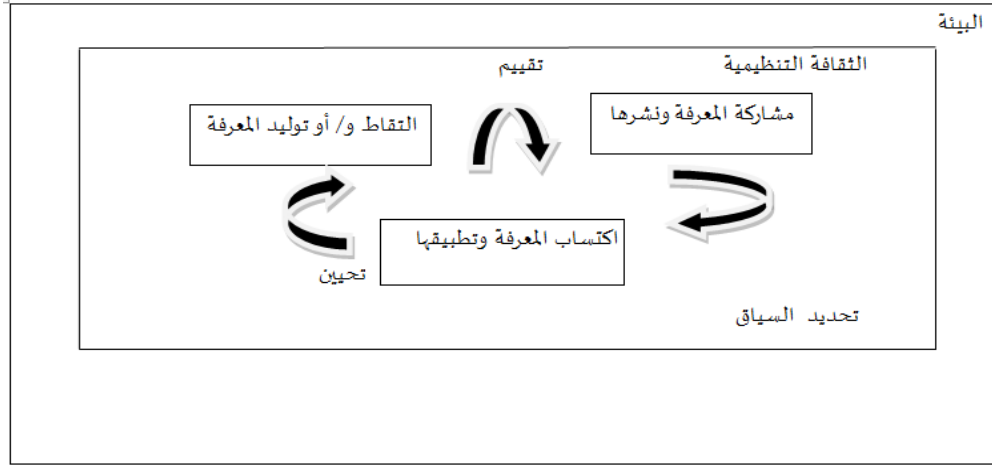 البيئة
الثقافة التنظيمية
تقييم
مشاركة المعرفة ونشرها
التقاط و/ أو توليد المعرفة
اكتساب المعرفة وتطبيقها
تحيين
تحديد السياق